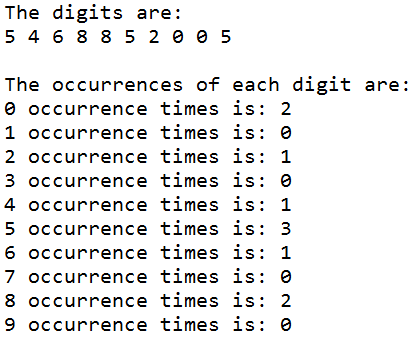 The digits are:
5 4 6 8 8 5 2 0 0 5
The occurrences of each digit are:
0 occurrence times is: 2
1 occurrence times is: 0
2 occurrence times is: 1
3 occurrence times is: 0
4 occurrence times is: 1
5 occurrence times is: 3
6 occurrence times is: 1
7 occurrence times is: 0
8 occurrence times is: 2
9 occurrence times is: 0